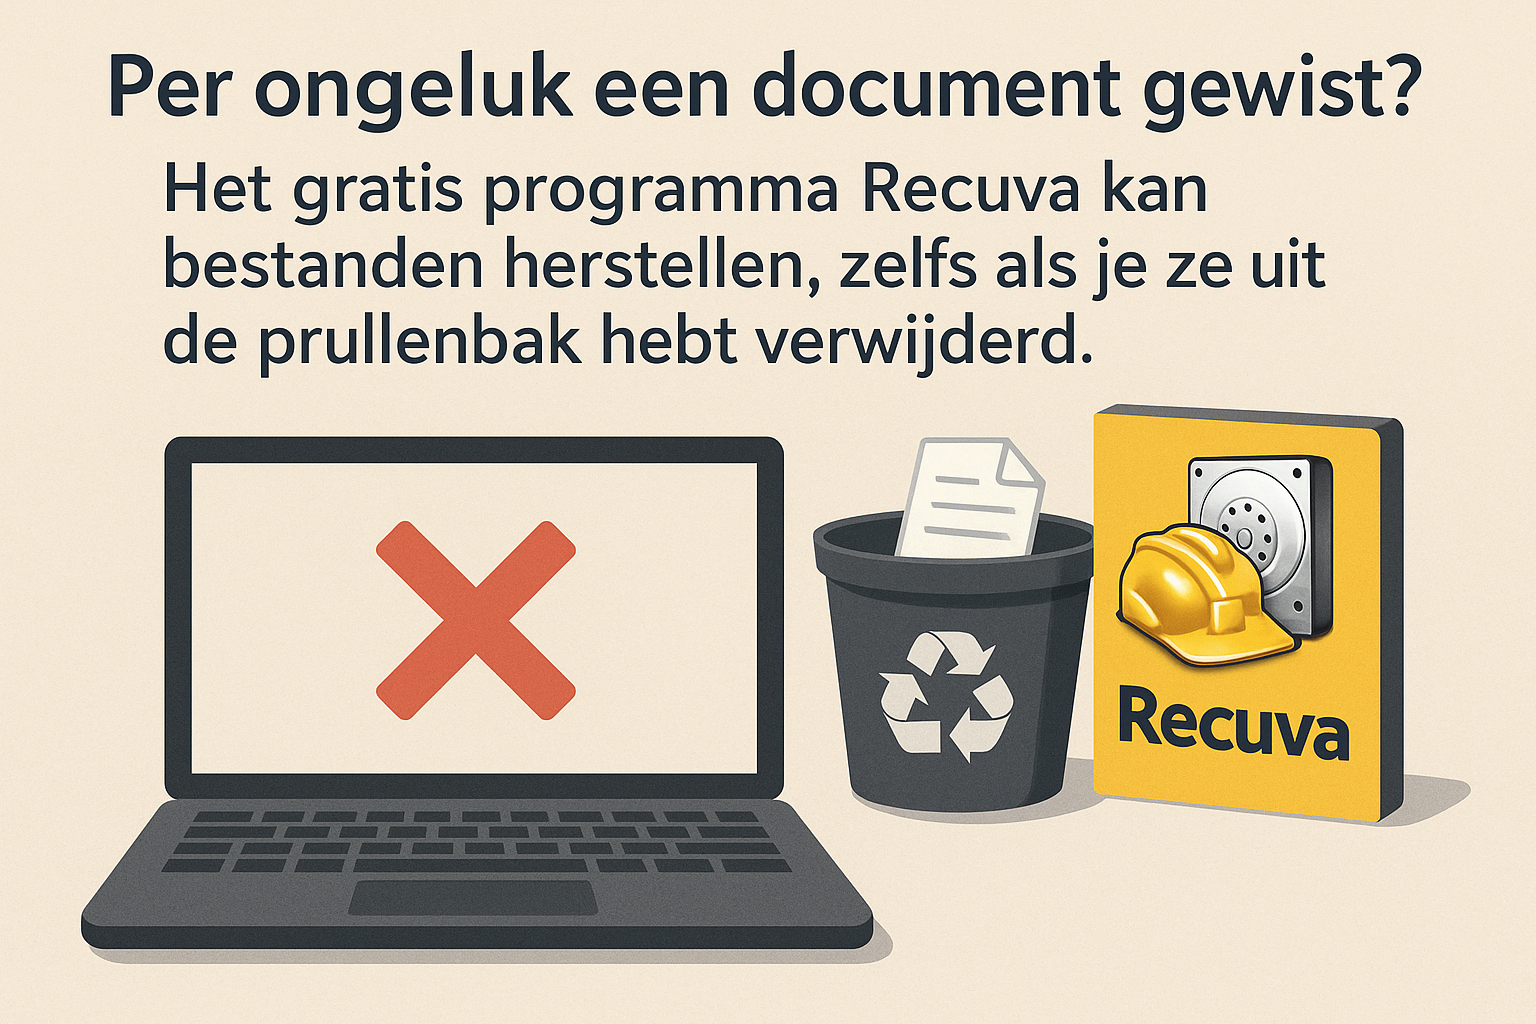 Per ongeluk een document gewist?
Het gratis programma Recuva kan
bestanden herstellen, zelfs als je ze uit
de prullenbak hebt verwijderd.
Recuva